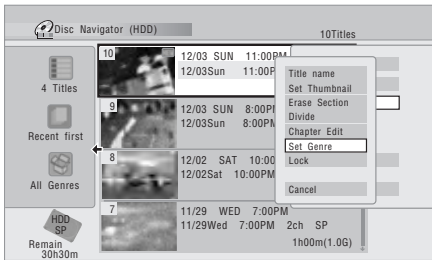 Disc Navigator (HDD)
10Titles
4 Titles
Recent first
All Genres
HDD
SP
Remain
30h30m
10
12/03 SUN 11:00PM
12/03Sun 11:00P
9
12/03 SUN 8:00P
12/03Sun 8:00P
8
12/02 SAT 10:00
12/02Sat 10:00P
7
11/29 WED 7:00PM
11/29Wed 7:00PM 2ch SP
1h00m(1.0G)
Title name
Set Thumbnail
Erase Section
Divide
Chapter Edit
Set Genre
Lock
Cancel